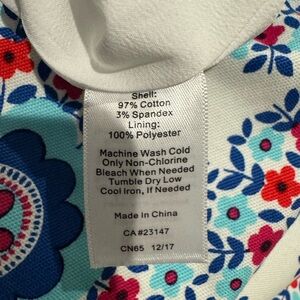 Shell:
97% Cotton
3% Spandex
Lining:
100% Polyester
Machine Wash Cold
Only Non-Chlorine
Bleach When Needed
Tumble Dry Low
Cool Iron, If Needed
Made In China
CA#23147
CN65 12/17